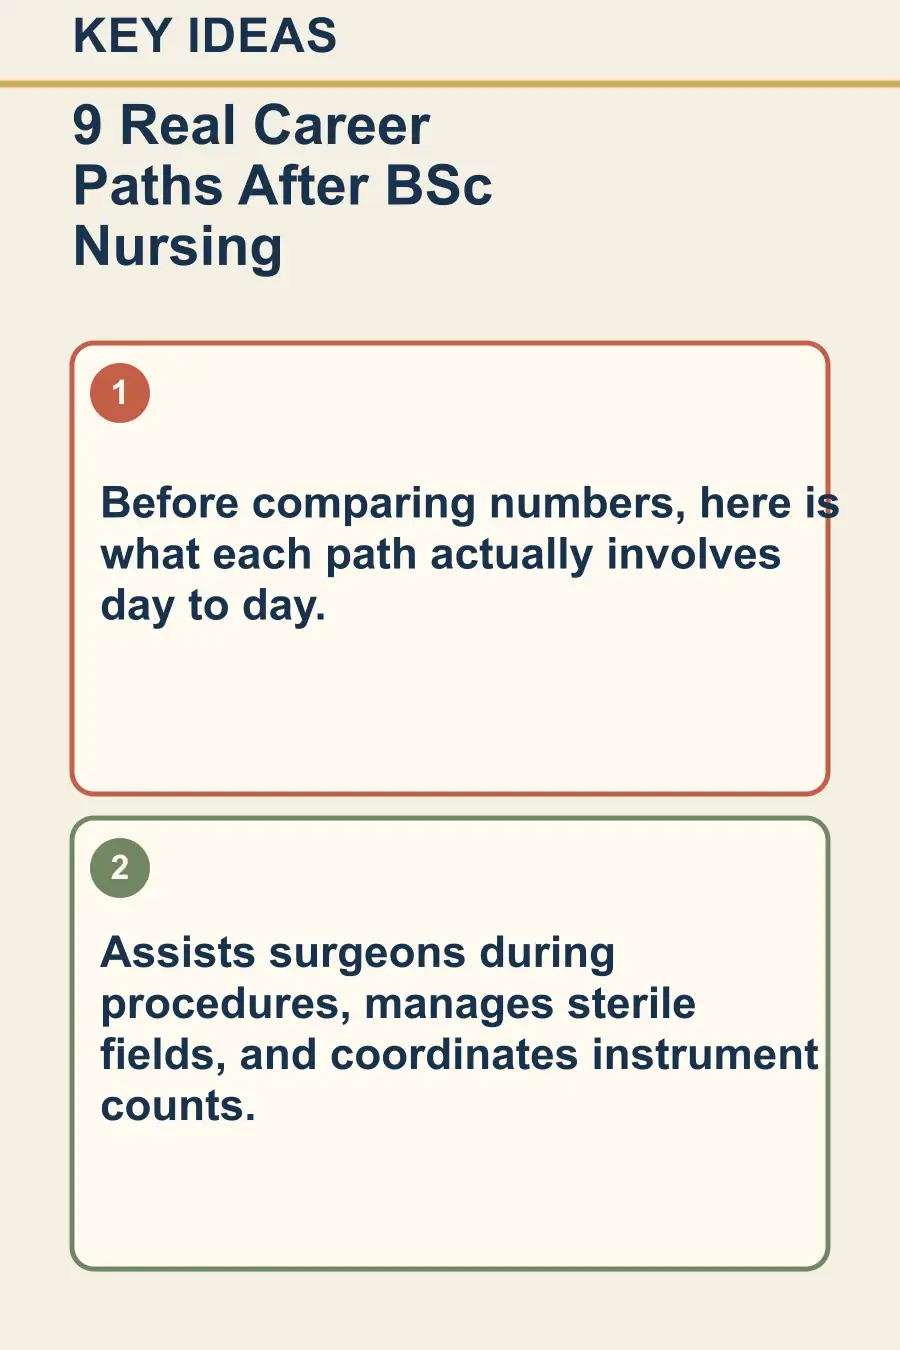 KEY IDEAS
9 Real Career
Paths After BSc
Nursing
1
Before comparing numbers, here is
what each path actually involves
day to day.
2
Assists surgeons during
procedures, manages sterile
fields, and coordinates instrument
counts.